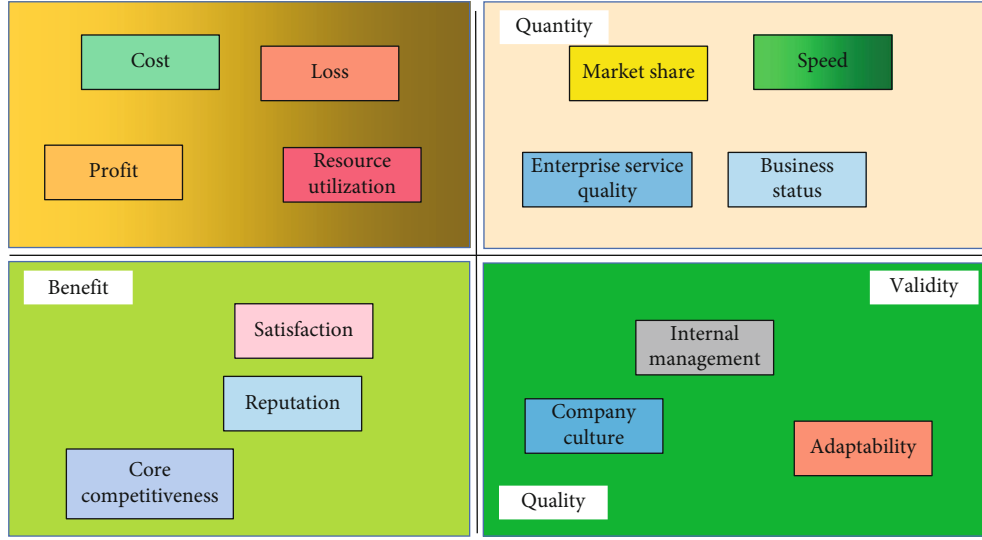 Cost
Loss
Profit
Resource
utilization
Quantity
Market share
Speed
Enterprise service
quality
Business
status
Benefit
Satisfaction
Reputation
Core
competitiveness
Validity
Internal
management
Company
culture
Adaptability
Quality